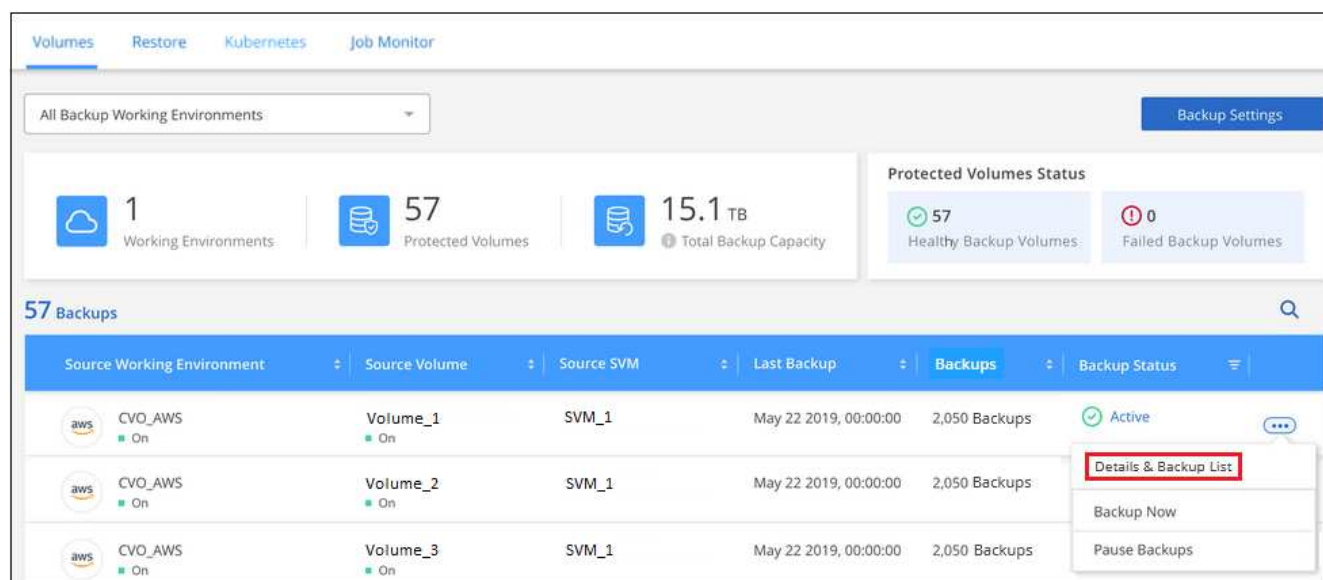 Volumes Restore Kubernetes Job Monitor
All Backup Working Environments
Backup Settings
1
Working Environments
57
Protected Volumes
15.1 TB
Total Backup Capacity
Protected Volumes Status
57
Healthy Backup Volumes
0
Failed Backup Volumes
57 Backups
Source Working Environment Source Volume Source SVM Last Backup Backups Backup Status
aws CVO_AWS Volume_1 SVM_1 May 22 2019, 00:00:00 2,050 Backups Active
On On
Details & Backup List
aws CVO_AWS Volume_2 SVM_1 May 22 2019, 00:00:00 2,050 Backups
On On
Backup Now
aws CVO_AWS Volume_3 SVM_1 May 22 2019, 00:00:00 2,050 Backups
Pause Backups
On On